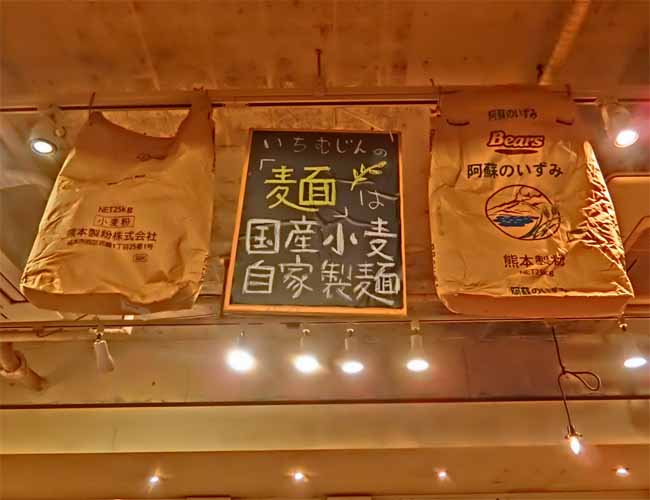 NET25kg
小麦粉
熊本製粉株式会社
いちむじんの
「麺」は
国産小麦
自家製麺
阿蘇のいずみ
Bears
阿蘇のいずみ
熊本製粉
NET25kg
阿蘇のいずみ